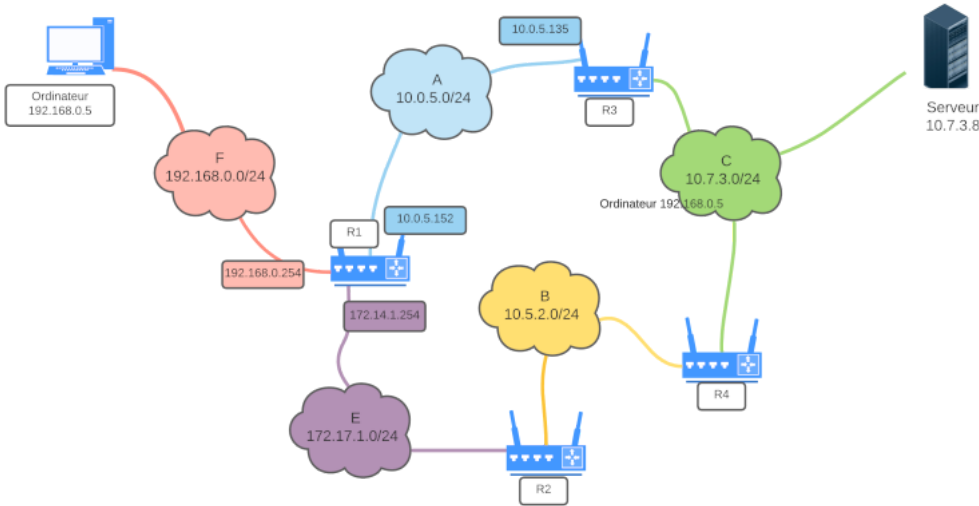 Ordinateur
192.168.0.5
F
192.168.0.0/24
A
10.0.5.0/24
10.0.5.135
R3
Serveur
10.7.3.8
C
10.7.3.0/24
Ordinateur 192.168.0.5
R1
10.0.5.152
192.168.0.254
172.14.1.254
B
10.5.2.0/24
R4
E
172.17.1.0/24
R2